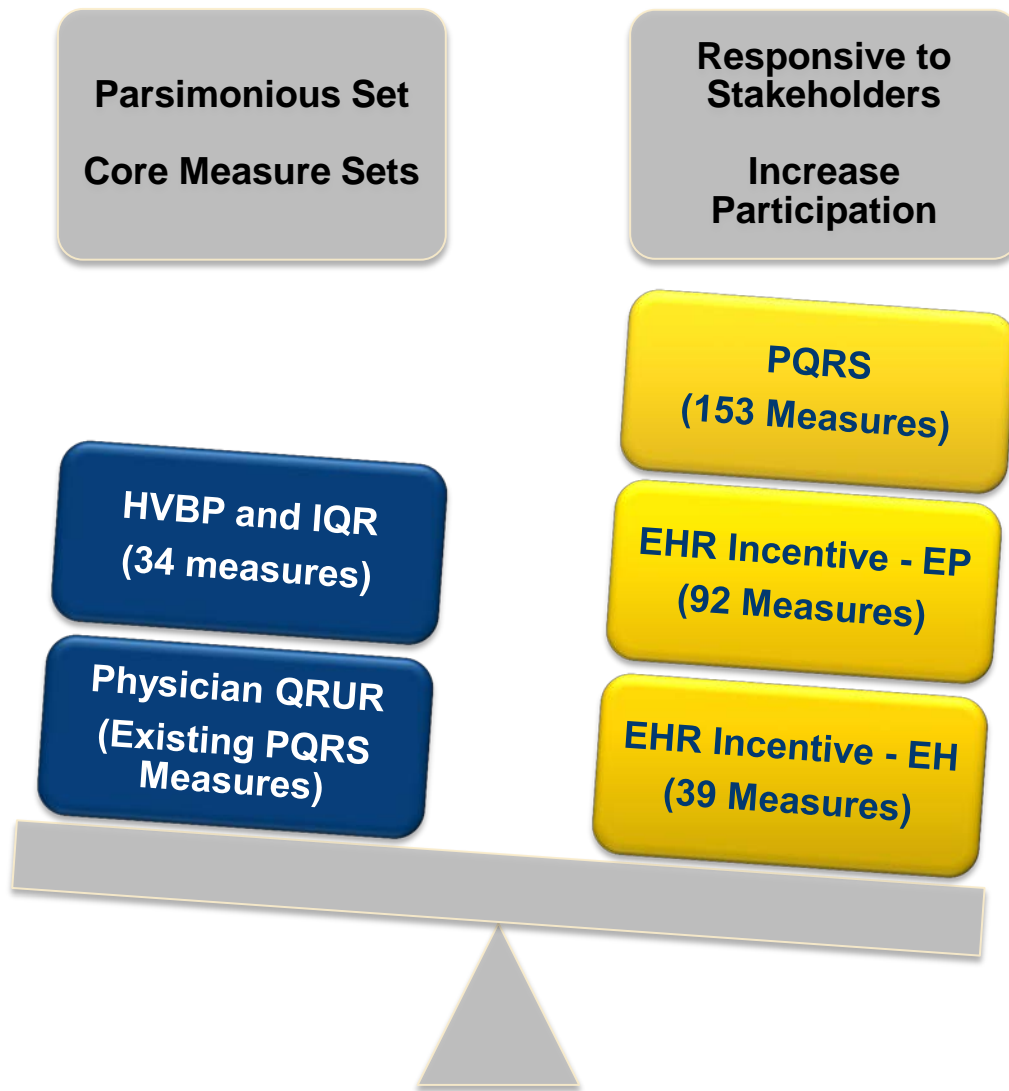 Parsimonious Set
Core Measure Sets
Responsive to
Stakeholders
Increase
Participation
HVBP and IQR
(34 measures)
Physician QRUR
(Existing PQRS
Measures)
PQRS
(153 Measures)
EHR Incentive - EP
(92 Measures)
EHR Incentive - EH
(39 Measures)